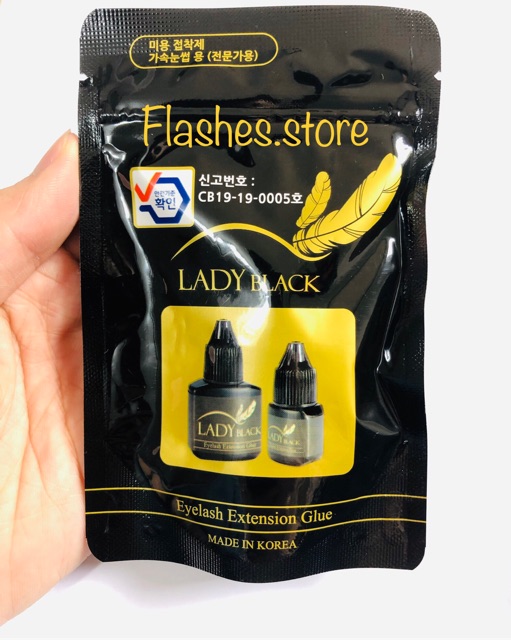 미용 접착제
가속눈썹 용 (전문가용)
Flashes.store
안전기준
확인
신고번호 :
CB19-19-0005호
LADY BLACK
LADY BLACK
Eyelash Extension Glue
LADY BLACK
Eyelash Extension Glue
MADE IN KOREA